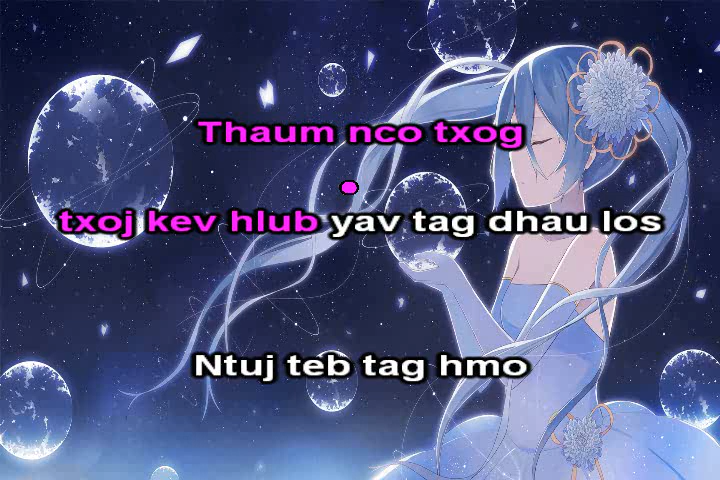 Thaum nco txog
txoj kev hlub yav tag dhau los
Ntuj teb tag hmo